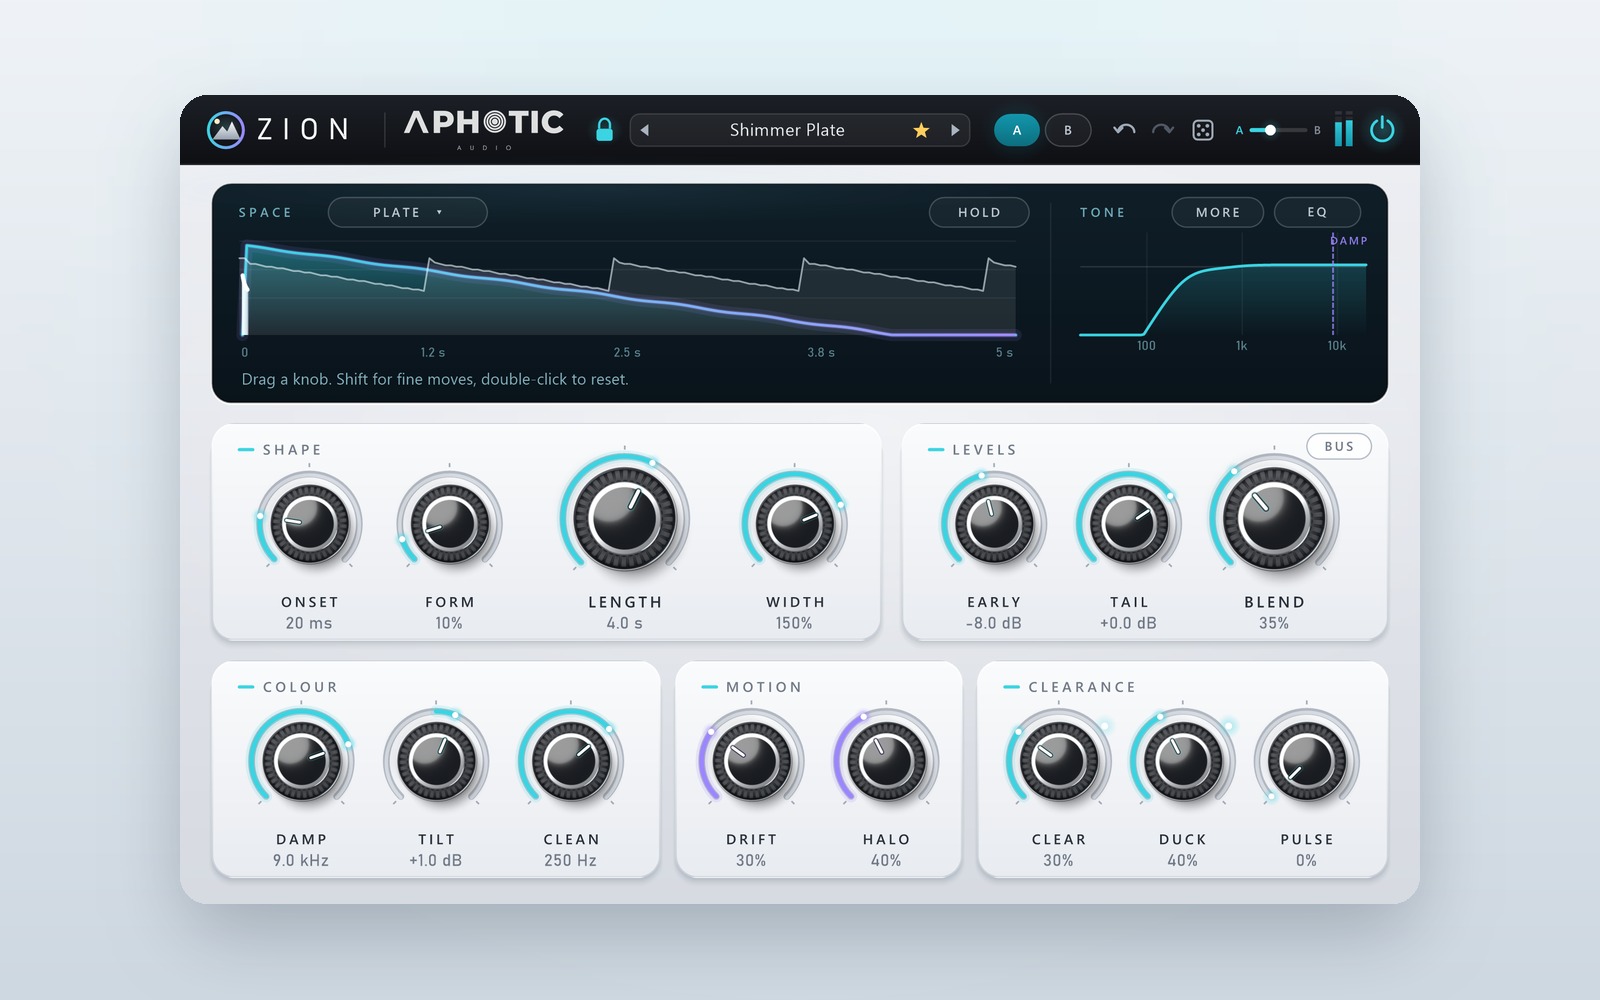 ZION
APHOTIC
AUDIO
Shimmer Plate
A
B
A
B
SPACE
PLATE
HOLD
TONE
MORE
EQ
DAMP
0
1.2 s
2.5 s
3.8 s
5 s
100
1k
10k
Drag a knob. Shift for fine moves, double-click to reset.
SHAPE
ONSET
FORM
LENGTH
WIDTH
20 ms
10%
4.0 s
150%
LEVELS
BUS
EARLY
TAIL
BLEND
-8.0 dB
+0.0 dB
35%
COLOUR
DAMP
TILT
CLEAN
9.0 kHz
+1.0 dB
250 Hz
MOTION
DRIFT
HALO
30%
40%
CLEARANCE
CLEAR
DUCK
PULSE
30%
40%
0%